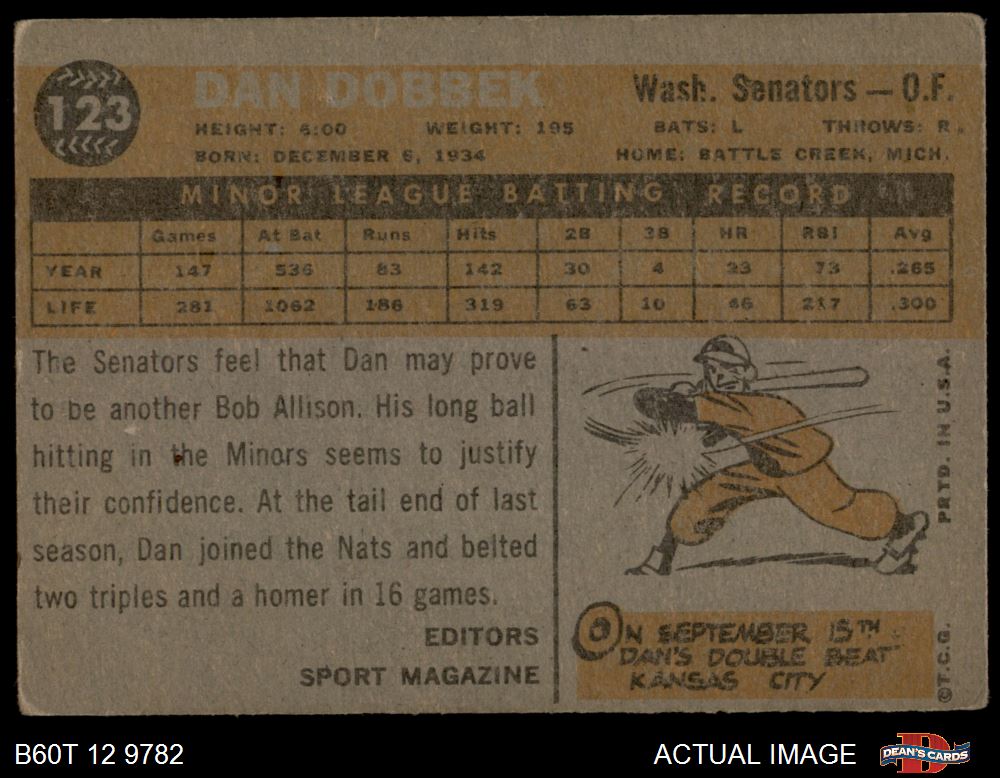 123
DAN DOBBEK
Wash. Senators — O.F.
HEIGHT: 6:00 WEIGHT: 195 BATS: L THROWS: R.
BORN: DECEMBER 6, 1934 HOME: BATTLE CREEK, MICH.
MINOR LEAGUE BATTING RECORD
Games At Bat Runs Hits 2B 3B HR RBI Avg
YEAR 147 536 83 142 30 4 23 73 .265
LIFE 281 1062 186 319 63 10 46 217 .300
The Senators feel that Dan may prove
to be another Bob Allison. His long ball
hitting in the Minors seems to justify
their confidence. At the tail end of last
season, Dan joined the Nats and belted
two triples and a homer in 16 games.
EDITORS
SPORT MAGAZINE
ON SEPTEMBER 15TH
DAN'S DOUBLE BEAT
KANSAS CITY
©T.C.G. PRTD. IN U.S.A.
B60T 12 9782
ACTUAL IMAGE
D
DEAN'S CARDS